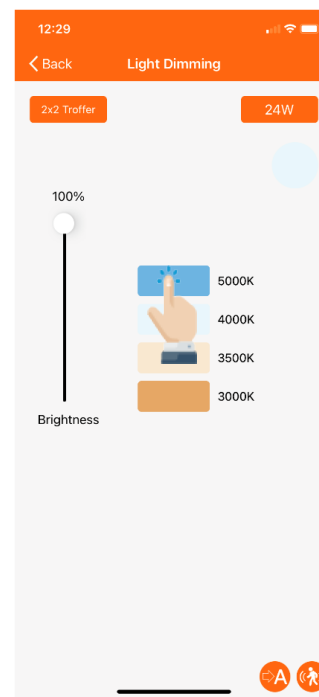 12:29
Back
Light Dimming
2x2 Troffer
24W
100%
5000K
4000K
3500K
3000K
Brightness
A